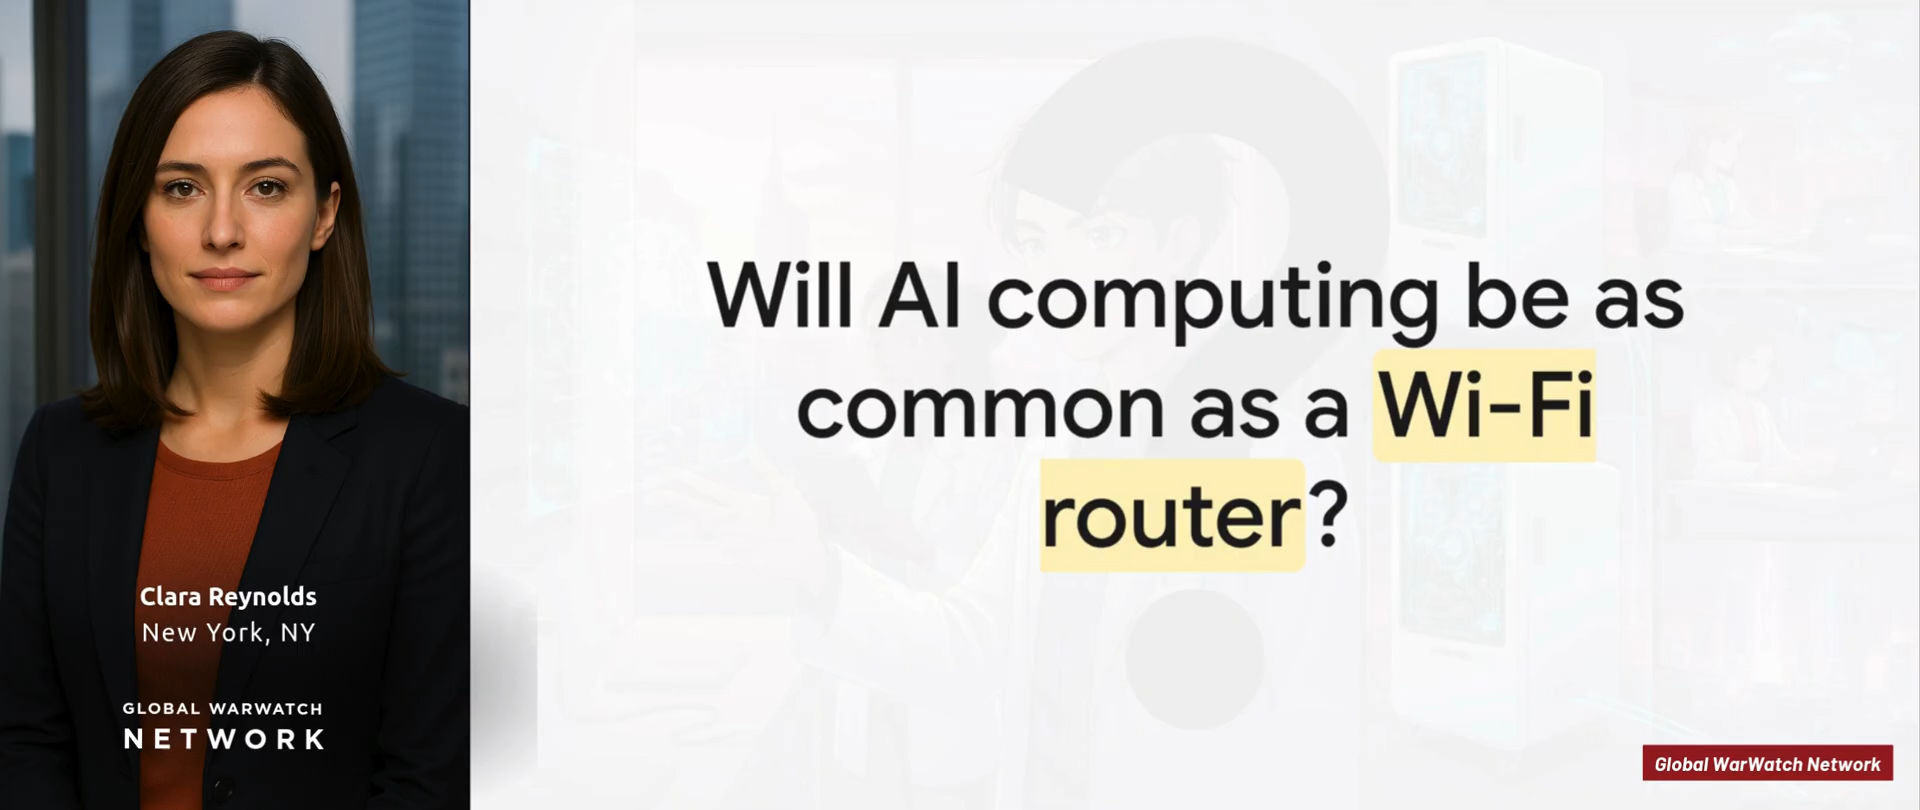 Clara Reynolds
New York, NY
GLOBAL WARWATCH
NETWORK
Will AI computing be as
common as a Wi-Fi
router?
Global WarWatch Network